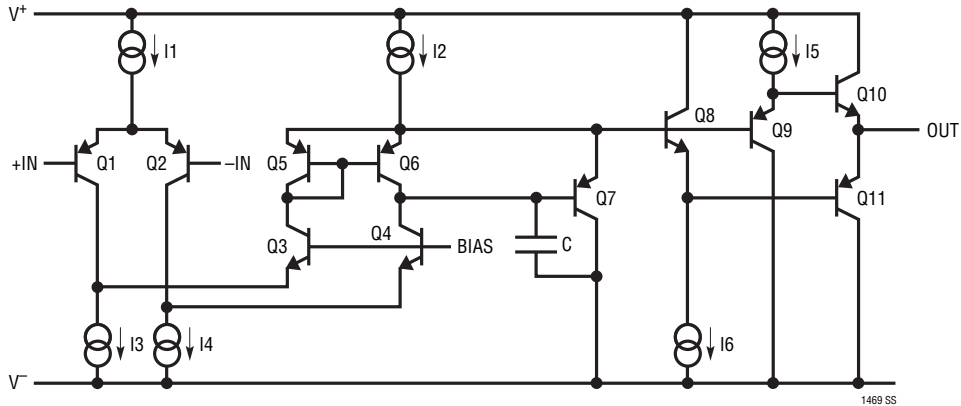 V+
I1
I2
I5
Q10
Q8
Q9
OUT
+IN
Q1
Q2
–IN
Q5
Q6
Q7
Q11
Q3
Q4
BIAS
C
I3
I4
I6
V–
1469 SS